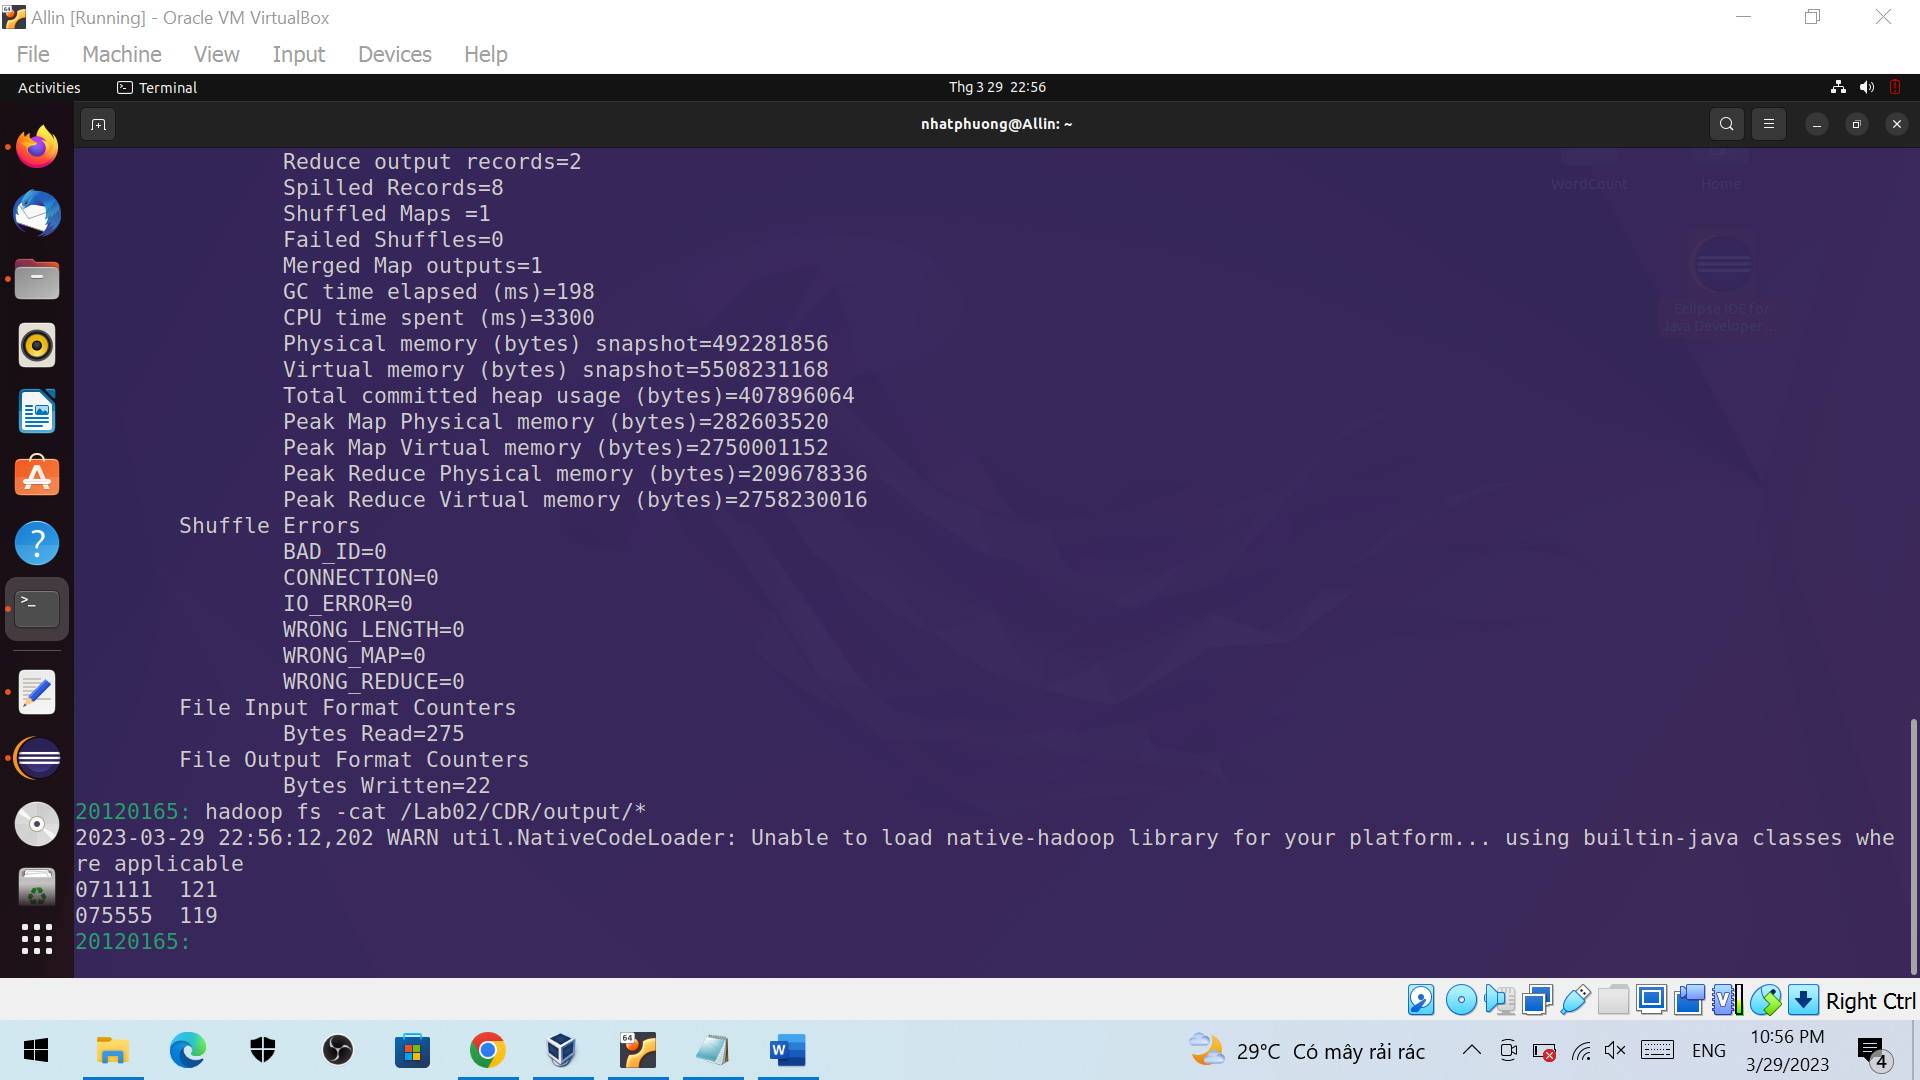 Allin [Running] - Oracle VM VirtualBox
File Machine View Input Devices Help
Activities Terminal Thg 3 29 22:56
nhatphuong@Allin: ~
WordCount Home
Eclipse IDE for
Java Developer ...
Reduce output records=2
Spilled Records=8
Shuffled Maps =1
Failed Shuffles=0
Merged Map outputs=1
GC time elapsed (ms)=198
CPU time spent (ms)=3300
Physical memory (bytes) snapshot=492281856
Virtual memory (bytes) snapshot=5508231168
Total committed heap usage (bytes)=407896064
Peak Map Physical memory (bytes)=282603520
Peak Map Virtual memory (bytes)=2750001152
Peak Reduce Physical memory (bytes)=209678336
Peak Reduce Virtual memory (bytes)=2758230016
Shuffle Errors
BAD_ID=0
CONNECTION=0
IO_ERROR=0
WRONG_LENGTH=0
WRONG_MAP=0
WRONG_REDUCE=0
File Input Format Counters
Bytes Read=275
File Output Format Counters
Bytes Written=22
20120165: hadoop fs -cat /Lab02/CDR/output/*
2023-03-29 22:56:12,202 WARN util.NativeCodeLoader: Unable to load native-hadoop library for your platform... using builtin-java classes whe
re applicable
071111 121
075555 119
20120165:
Right Ctrl
29°C Có mây rải rác ENG 10:56 PM
3/29/2023
4